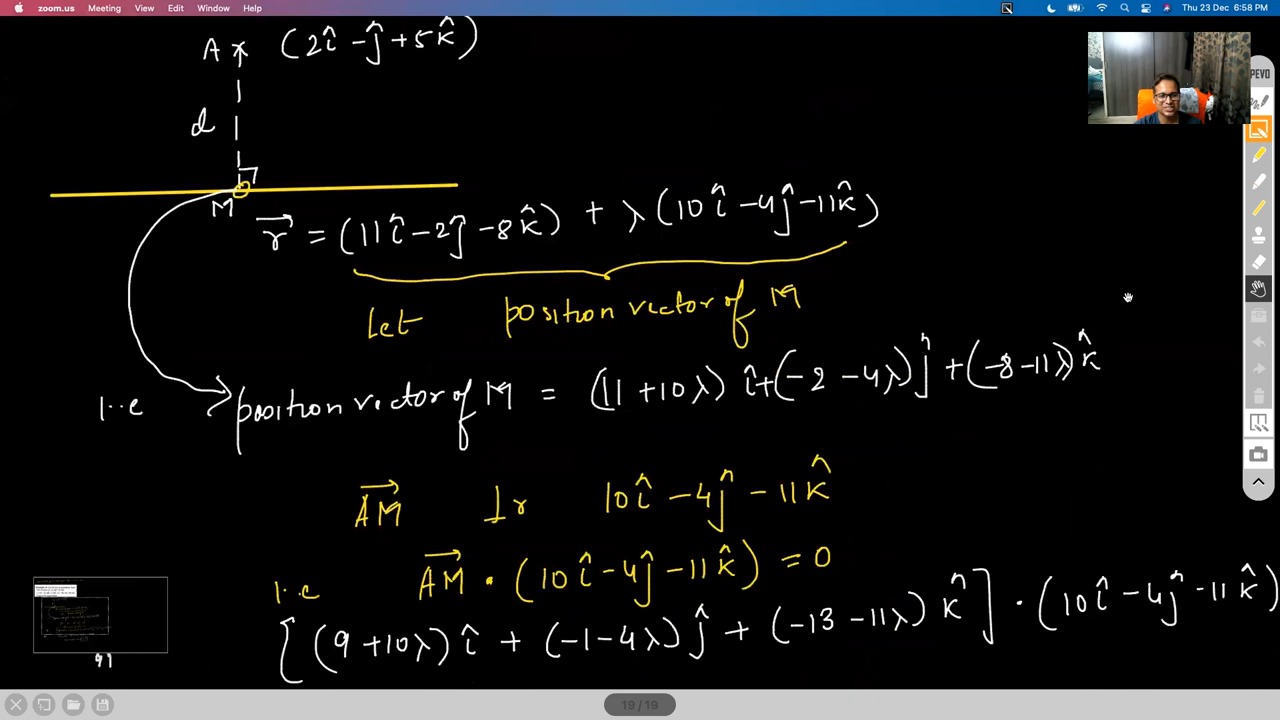 zoom.us Meeting View Edit Window Help Thu 23 Dec 6:58 PM
A (2î - ĵ + 5k̂)
d
M
r⃗ = (11î - 2ĵ - 8k̂) + λ(10î - 4ĵ - 11k̂)
Let position vector of M
i.e position vector of M = (11 + 10λ) î + (-2 - 4λ) ĵ + (-8 - 11λ) k̂
AM⃗ ⊥r 10î - 4ĵ - 11k̂
i.e AM⃗ · (10î - 4ĵ - 11k̂) = 0
[(9 + 10λ) î + (-1 - 4λ) ĵ + (-13 - 11λ) k̂] · (10î - 4ĵ - 11k̂)
19 / 19